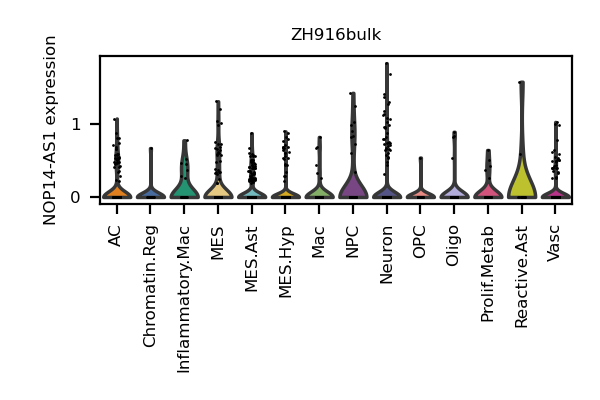 ZH916bulk
NOP14-AS1 expression
1
0
AC
Chromatin.Reg
Inflammatory.Mac
MES
MES.Ast
MES.Hyp
Mac
NPC
Neuron
OPC
Oligo
Prolif.Metab
Reactive.Ast
Vasc